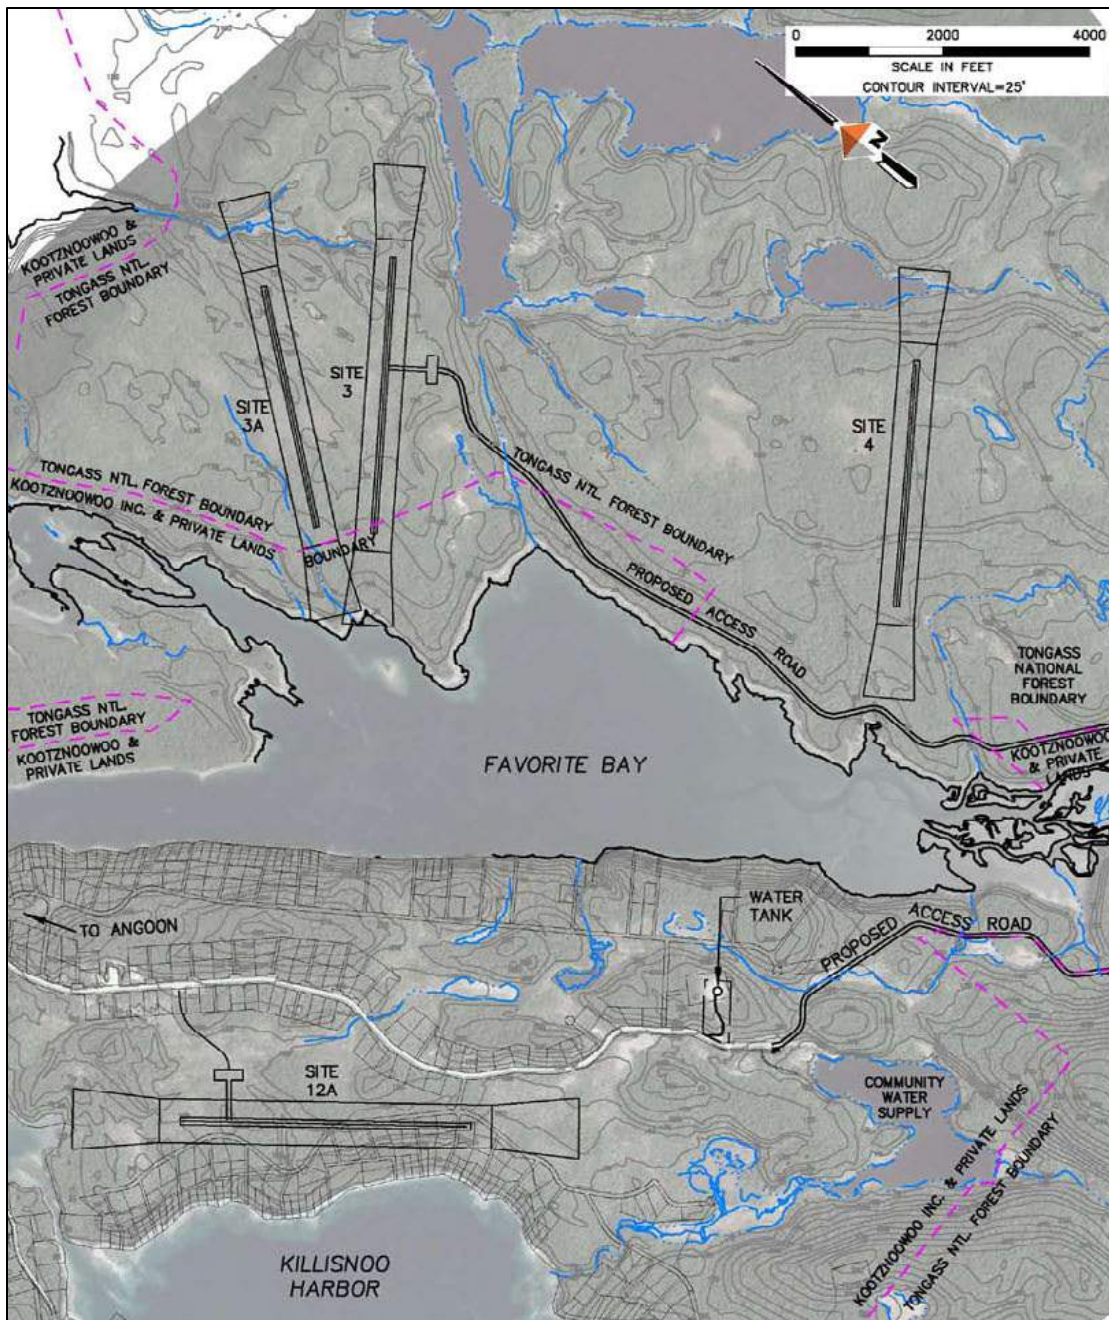 0 2000 4000
SCALE IN FEET
CONTOUR INTERVAL=25'
N
KOOTZNOOWOO &
PRIVATE LANDS
TONGASS NTL.
FOREST BOUNDARY
SITE
3
SITE
3A
SITE
4
TONGASS NTL. FOREST BOUNDARY
KOOTZNOOWOO INC. & PRIVATE LANDS
BOUNDARY
TONGASS NTL. FOREST BOUNDARY
PROPOSED ACCESS ROAD
TONGASS
NATIONAL
FOREST
BOUNDARY
KOOTZNOOWOO
& PRIVATE
LANDS
TONGASS NTL.
FOREST BOUNDARY
KOOTZNOOWOO &
PRIVATE LANDS
FAVORITE BAY
WATER
TANK
TO ANGOON
PROPOSED ACCESS ROAD
SITE
12A
COMMUNITY
WATER
SUPPLY
KOOTZNOOWOO INC. & PRIVATE LANDS
TONGASS NTL. FOREST BOUNDARY
KILLISNOO
HARBOR